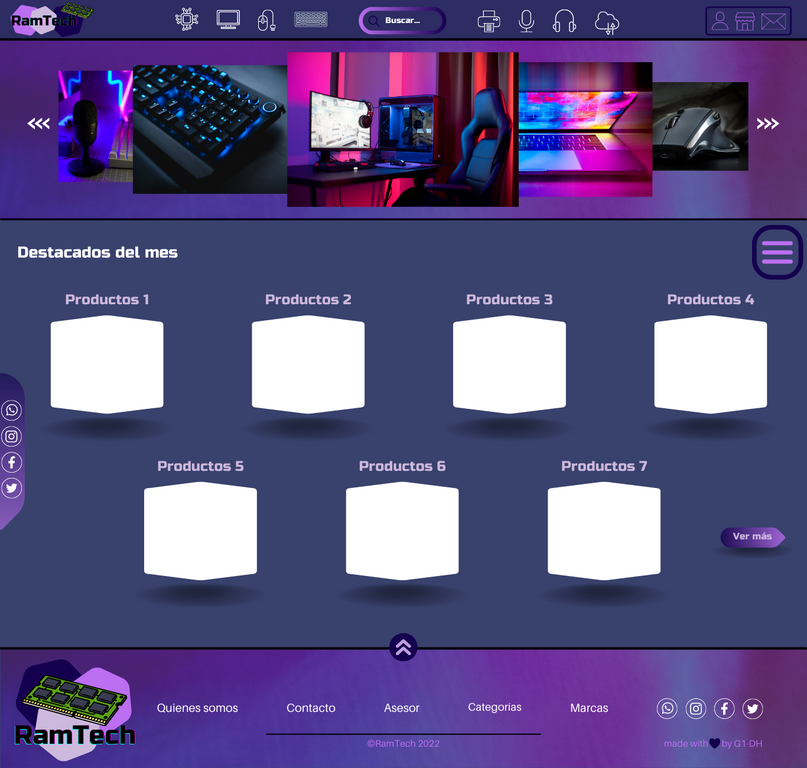 RamTech
Buscar...
Destacados del mes
Productos 1
Productos 2
Productos 3
Productos 4
Productos 5
Productos 6
Productos 7
Ver más
RamTech
Quienes somos
Contacto
Asesor
Categorías
Marcas
©RamTech 2022
made with by G1-DH